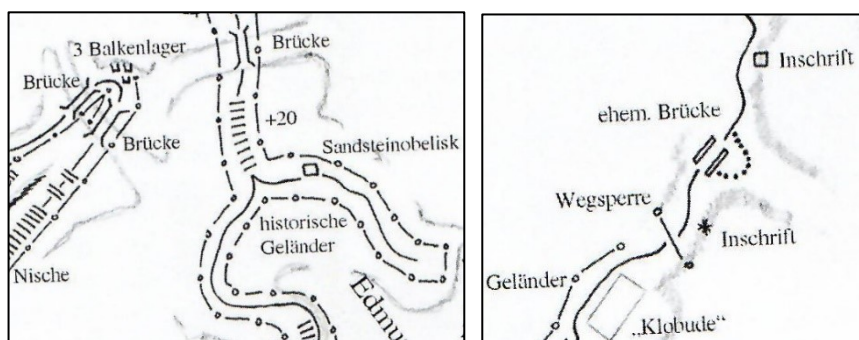 3 Balkenlager
Brücke
Brücke
Brücke
+20
Sandsteinobelisk
historische
Geländer
Nische
Inschrift
ehem. Brücke
Wegsperre
Inschrift
Geländer
„Klobude“